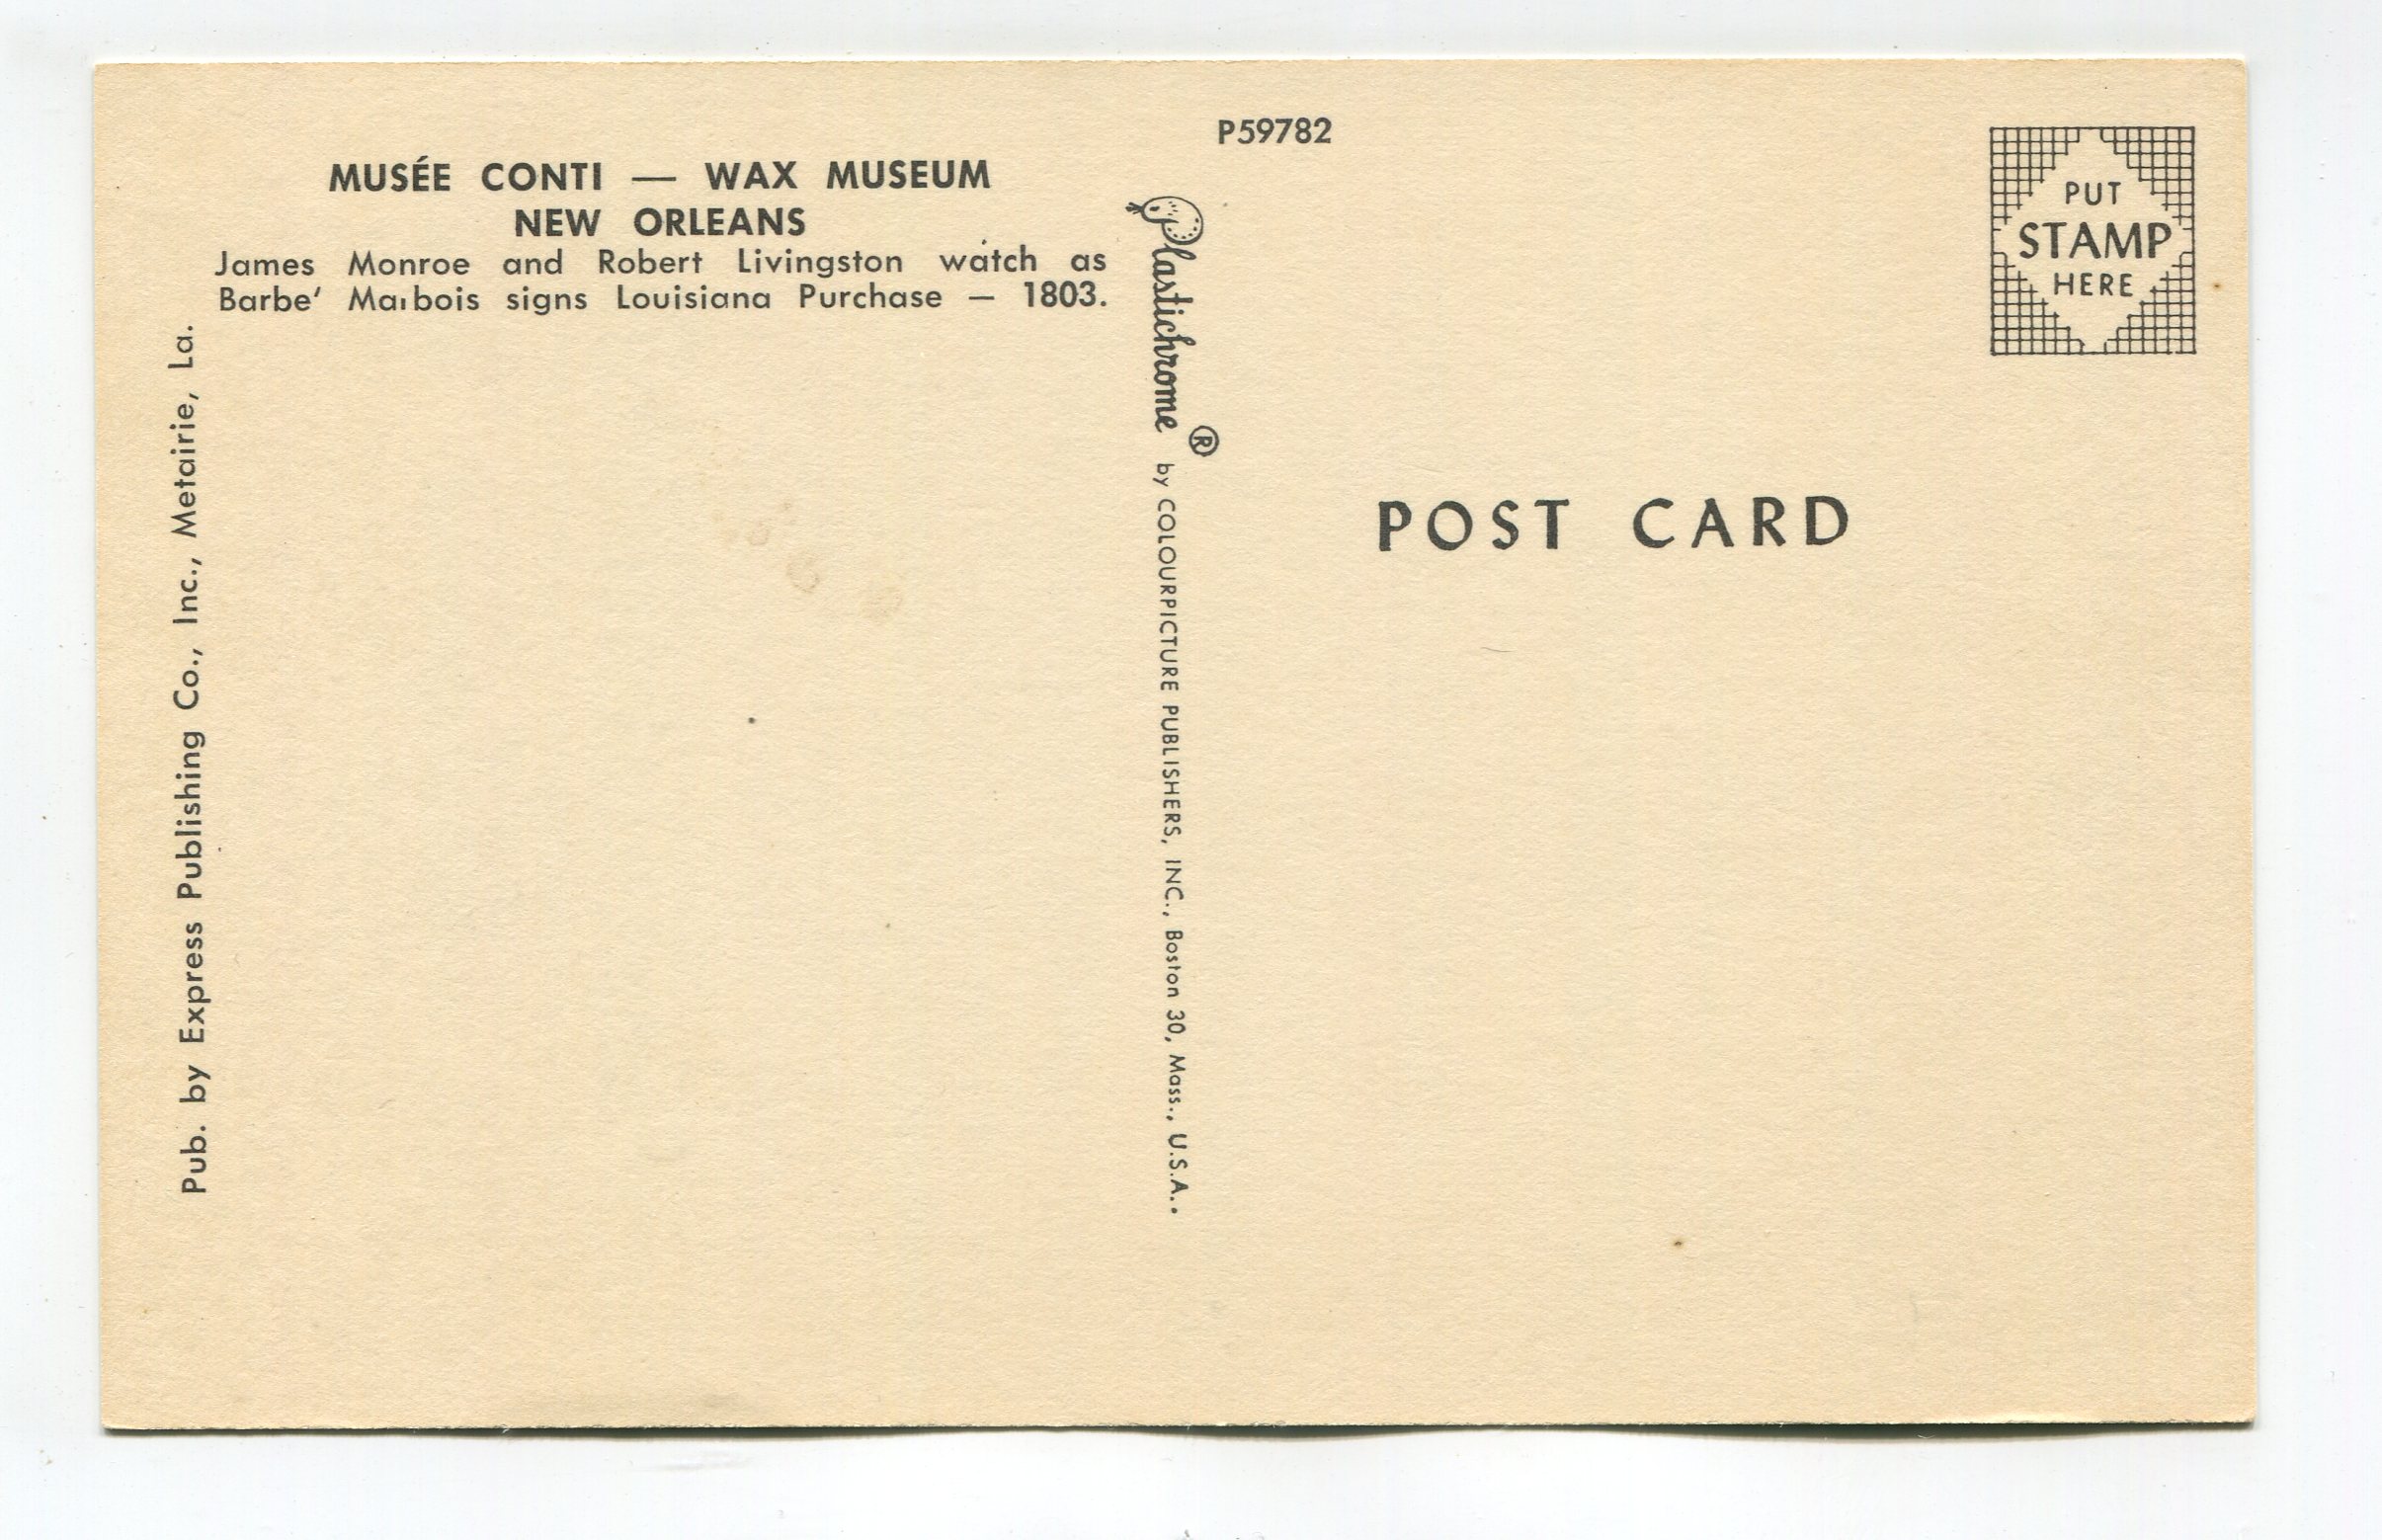 P59782
MUSÉE CONTI — WAX MUSEUM
NEW ORLEANS
James Monroe and Robert Livingston watch as
Barbe' Marbois signs Louisiana Purchase — 1803.
Pub. by Express Publishing Co., Inc., Metairie, La.
Plastichrome ® by COLOURPICTURE PUBLISHERS, INC., Boston 30, Mass., U.S.A..
PUT
STAMP
HERE
POST CARD